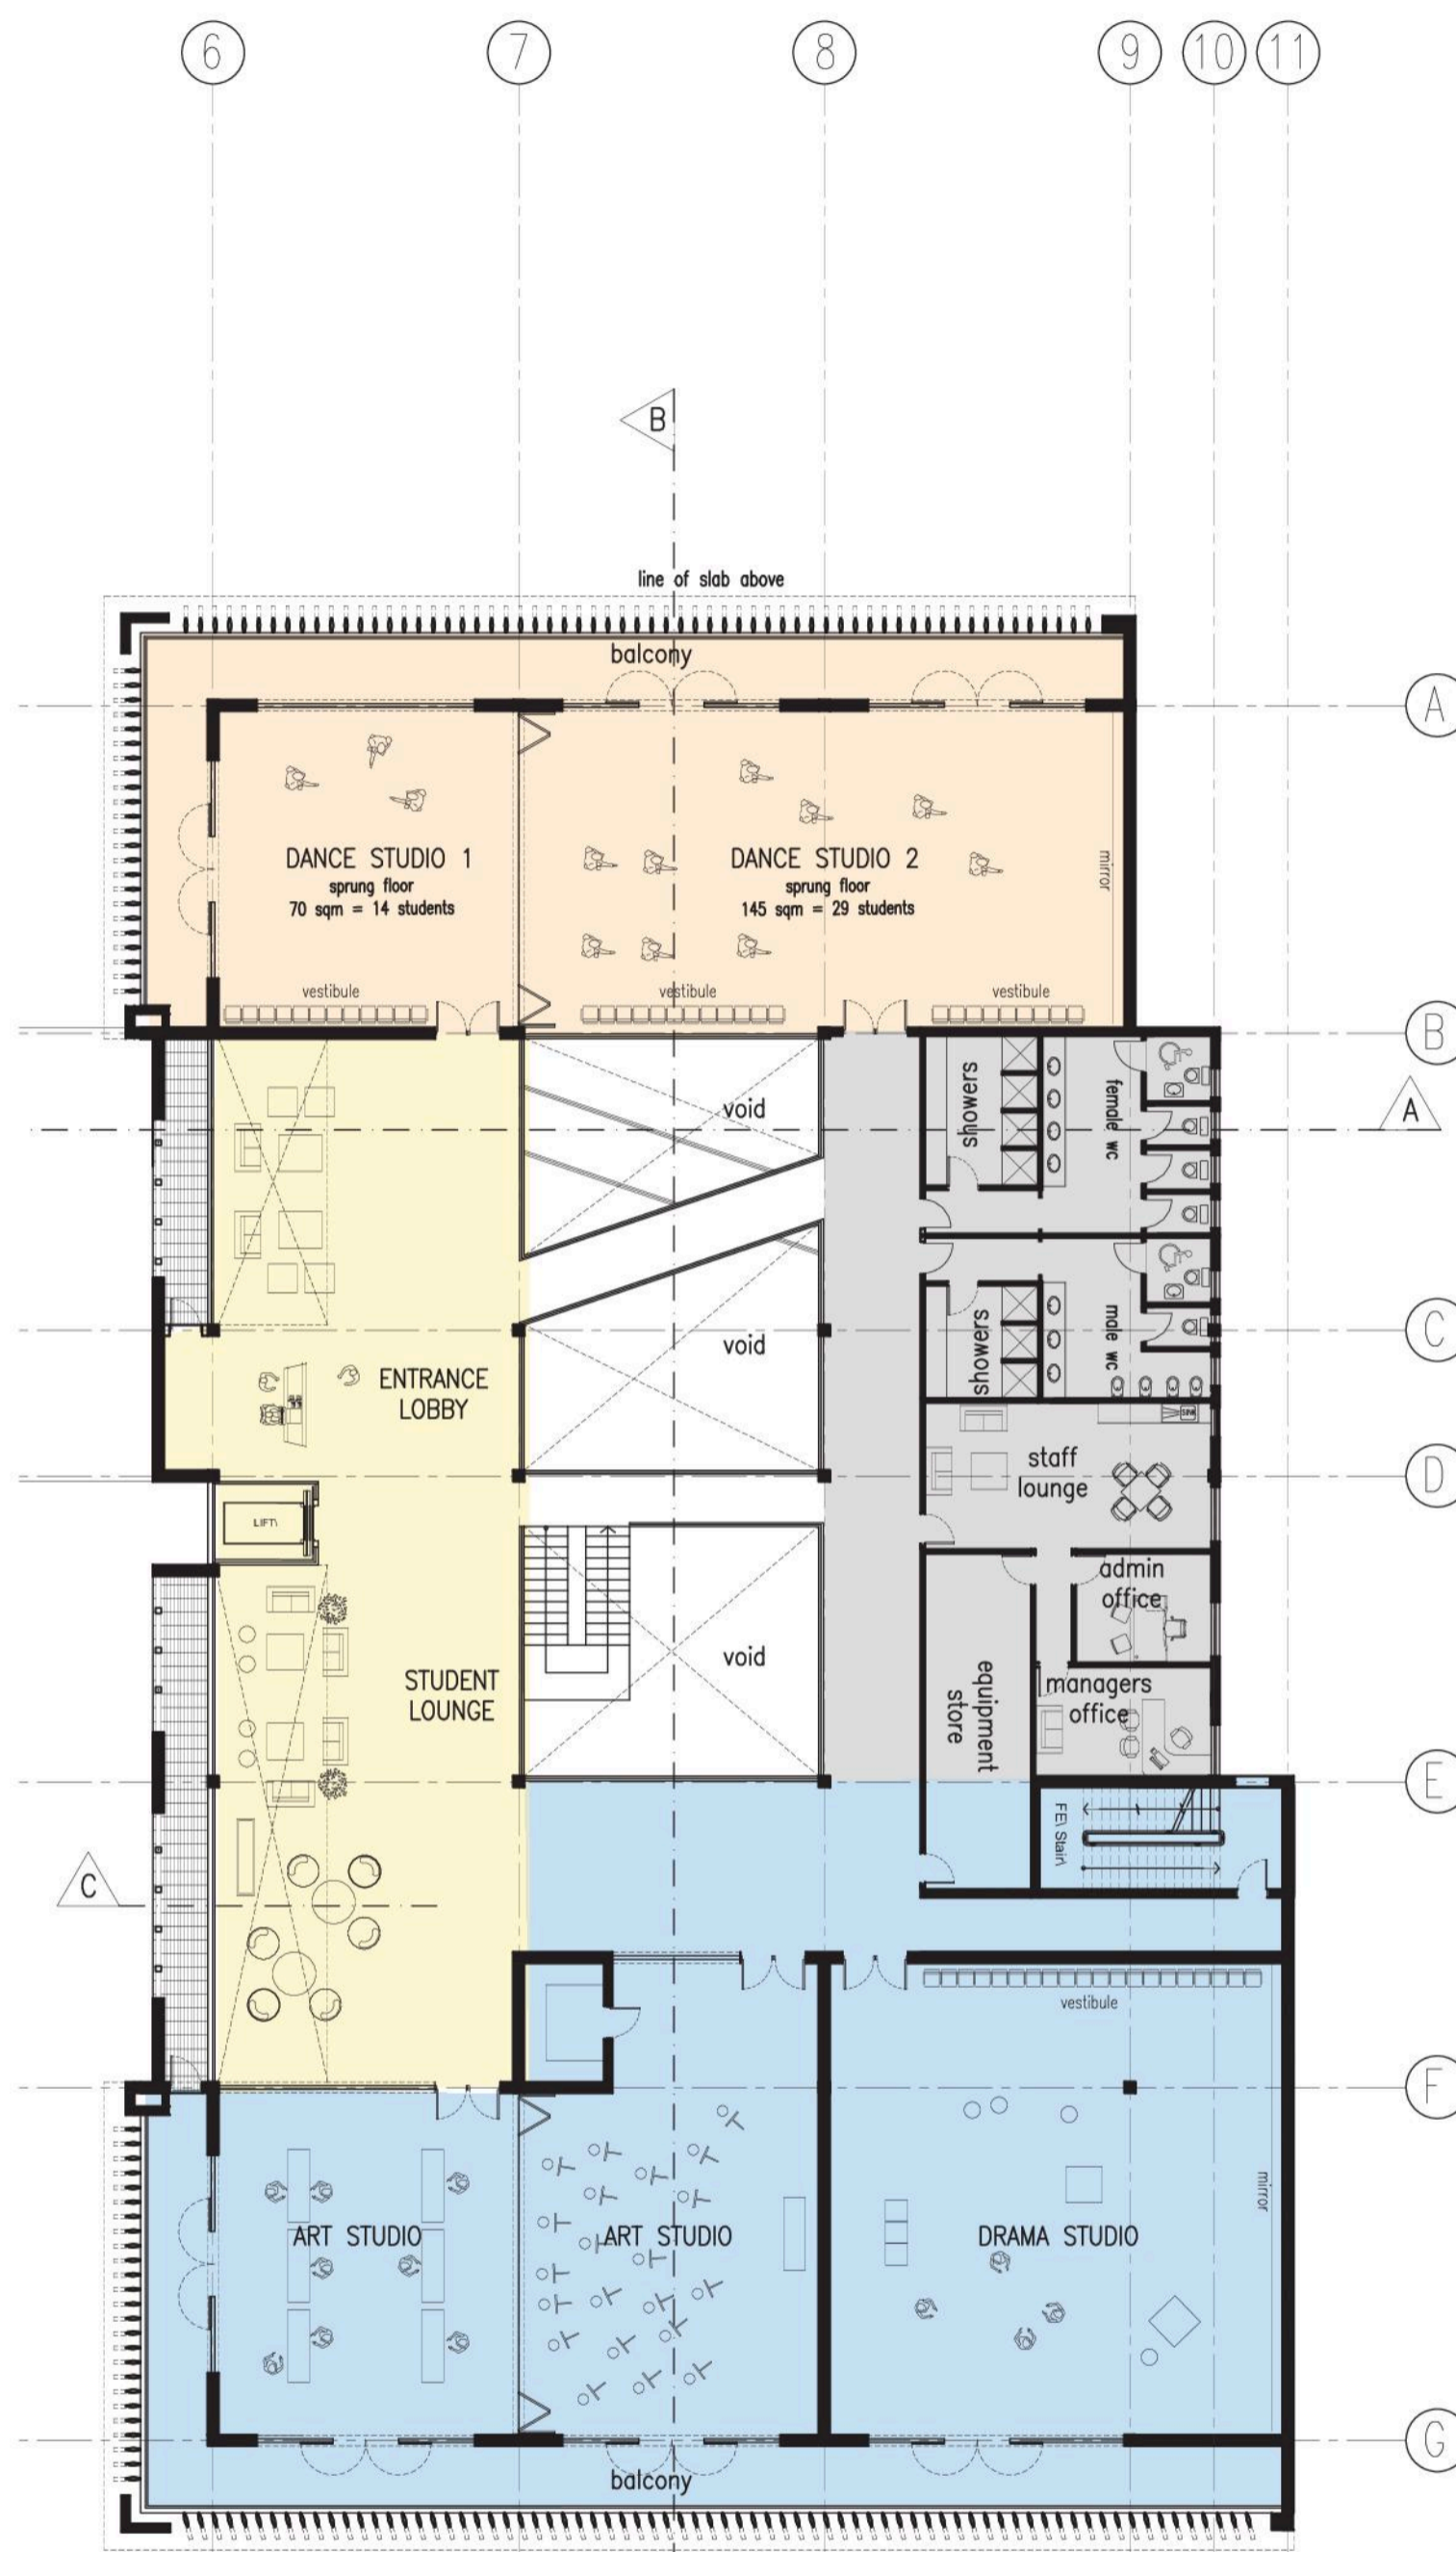 6
7
8
9
10
11
B
line of slab above
balcony
A
DANCE STUDIO 1
sprung floor
70 sqm = 14 students
DANCE STUDIO 2
sprung floor
145 sqm = 29 students
mirror
vestibule
vestibule
vestibule
B
void
showers
female wc
A
void
showers
male wc
C
ENTRANCE
LOBBY
SINK
staff
lounge
D
LIFT\
admin
office
STUDENT
LOUNGE
void
equipment
store
managers
office
E
FE\ Stair\
C
vestibule
F
mirror
ART STUDIO
ART STUDIO
DRAMA STUDIO
G
balcony